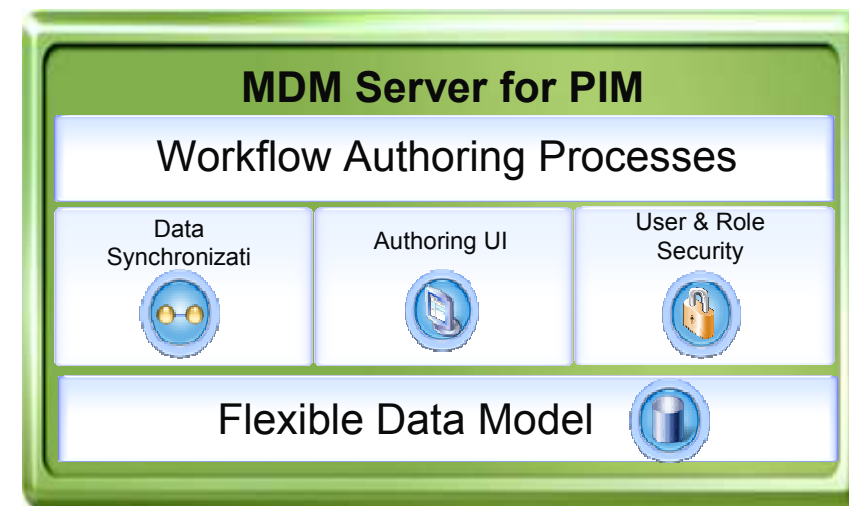 MDM Server for PIM
Workflow Authoring Processes
Data
Synchronizati
Authoring UI
User & Role
Security
Flexible Data Model